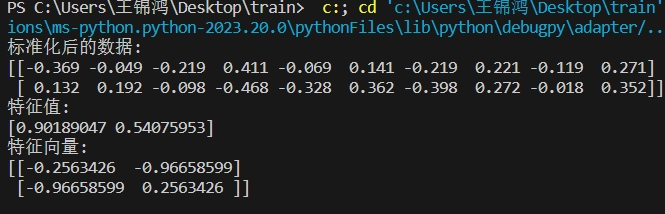 PS C:\Users\王锦鸿\Desktop\train>  c:; cd 'c:\Users\王锦鸿\Desktop\train'
ions\ms-python.python-2023.20.0\pythonFiles\lib\python\debugpy\adapter/..
标准化后的数据:
[[-0.369 -0.049 -0.219  0.411 -0.069  0.141 -0.219  0.221 -0.119  0.271]
 [ 0.132  0.192 -0.098 -0.468 -0.328  0.362 -0.398  0.272 -0.018  0.352]]
特征值:
[0.90189047 0.54075953]
特征向量:
[[-0.2563426  -0.96658599]
 [-0.96658599  0.2563426 ]]